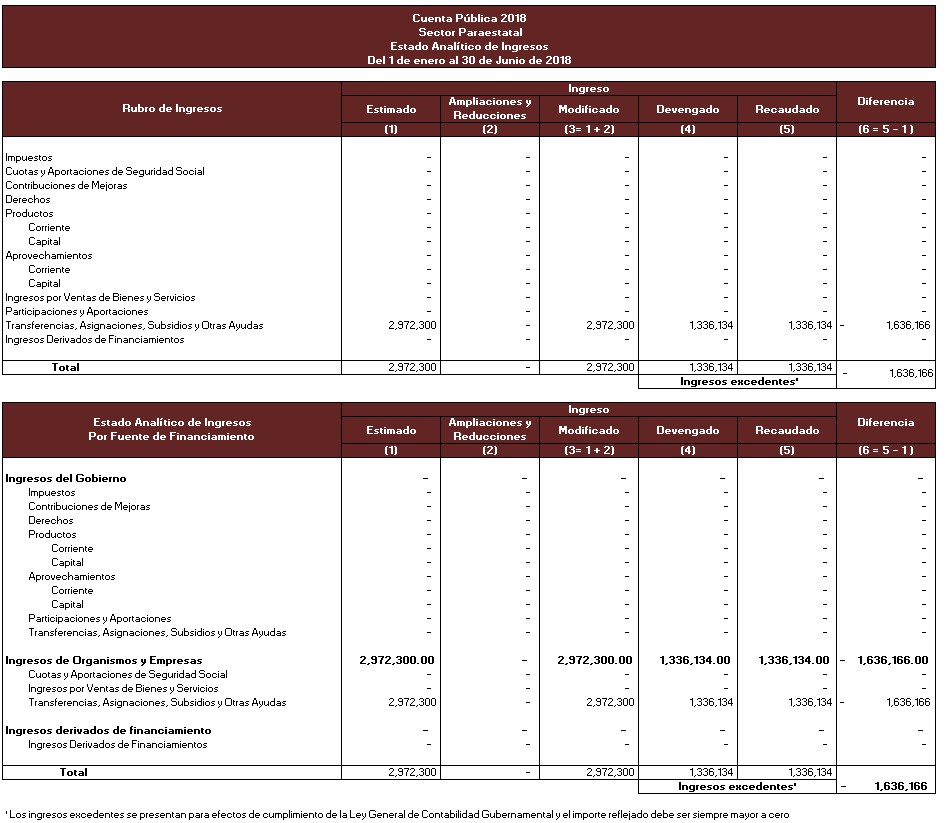 Cuenta Pública 2018
Sector Paraestatal
Estado Analítico de Ingresos
Del 1 de enero al 30 de Junio de 2018
Rubro de Ingresos Ingreso Diferencia
Estimado Ampliaciones y Reducciones Modificado Devengado Recaudado
(1) (2) (3= 1 + 2) (4) (5) (6 = 5 - 1 )
Impuestos - - - - - -
Cuotas y Aportaciones de Seguridad Social - - - - - -
Contribuciones de Mejoras - - - - - -
Derechos - - - - - -
Productos - - - - - -
Corriente - - - - - -
Capital - - - - - -
Aprovechamientos - - - - - -
Corriente - - - - - -
Capital - - - - - -
Ingresos por Ventas de Bienes y Servicios - - - - - -
Participaciones y Aportaciones - - - - - -
Transferencias, Asignaciones, Subsidios y Otras Ayudas 2,972,300 - 2,972,300 1,336,134 1,336,134 - 1,636,166
Ingresos Derivados de Financiamientos - - - - - -
Total 2,972,300 - 2,972,300 1,336,134 1,336,134 - 1,636,166
Ingresos excedentes¹
Estado Analítico de Ingresos
Por Fuente de Financiamiento
Ingreso Diferencia
Estimado Ampliaciones y Reducciones Modificado Devengado Recaudado
(1) (2) (3= 1 + 2) (4) (5) (6 = 5 - 1 )
Ingresos del Gobierno - - - - - -
Impuestos - - - - - -
Contribuciones de Mejoras - - - - - -
Derechos - - - - - -
Productos - - - - - -
Corriente - - - - - -
Capital - - - - - -
Aprovechamientos - - - - - -
Corriente - - - - - -
Capital - - - - - -
Participaciones y Aportaciones - - - - - -
Transferencias, Asignaciones, Subsidios y Otras Ayudas - - - - - -
Ingresos de Organismos y Empresas 2,972,300.00 - 2,972,300.00 1,336,134.00 1,336,134.00 - 1,636,166.00
Cuotas y Aportaciones de Seguridad Social - - - - - -
Ingresos por Ventas de Bienes y Servicios - - - - - -
Transferencias, Asignaciones, Subsidios y Otras Ayudas 2,972,300 - 2,972,300 1,336,134 1,336,134 - 1,636,166
Ingresos derivados de financiamiento - - - - - -
Ingresos Derivados de Financiamientos - - - - - -
Total 2,972,300 - 2,972,300 1,336,134 1,336,134
Ingresos excedentes¹ - 1,636,166
¹ Los ingresos excedentes se presentan para efectos de cumplimiento de la Ley General de Contabilidad Gubernamental y el importe reflejado debe ser siempre mayor a cero